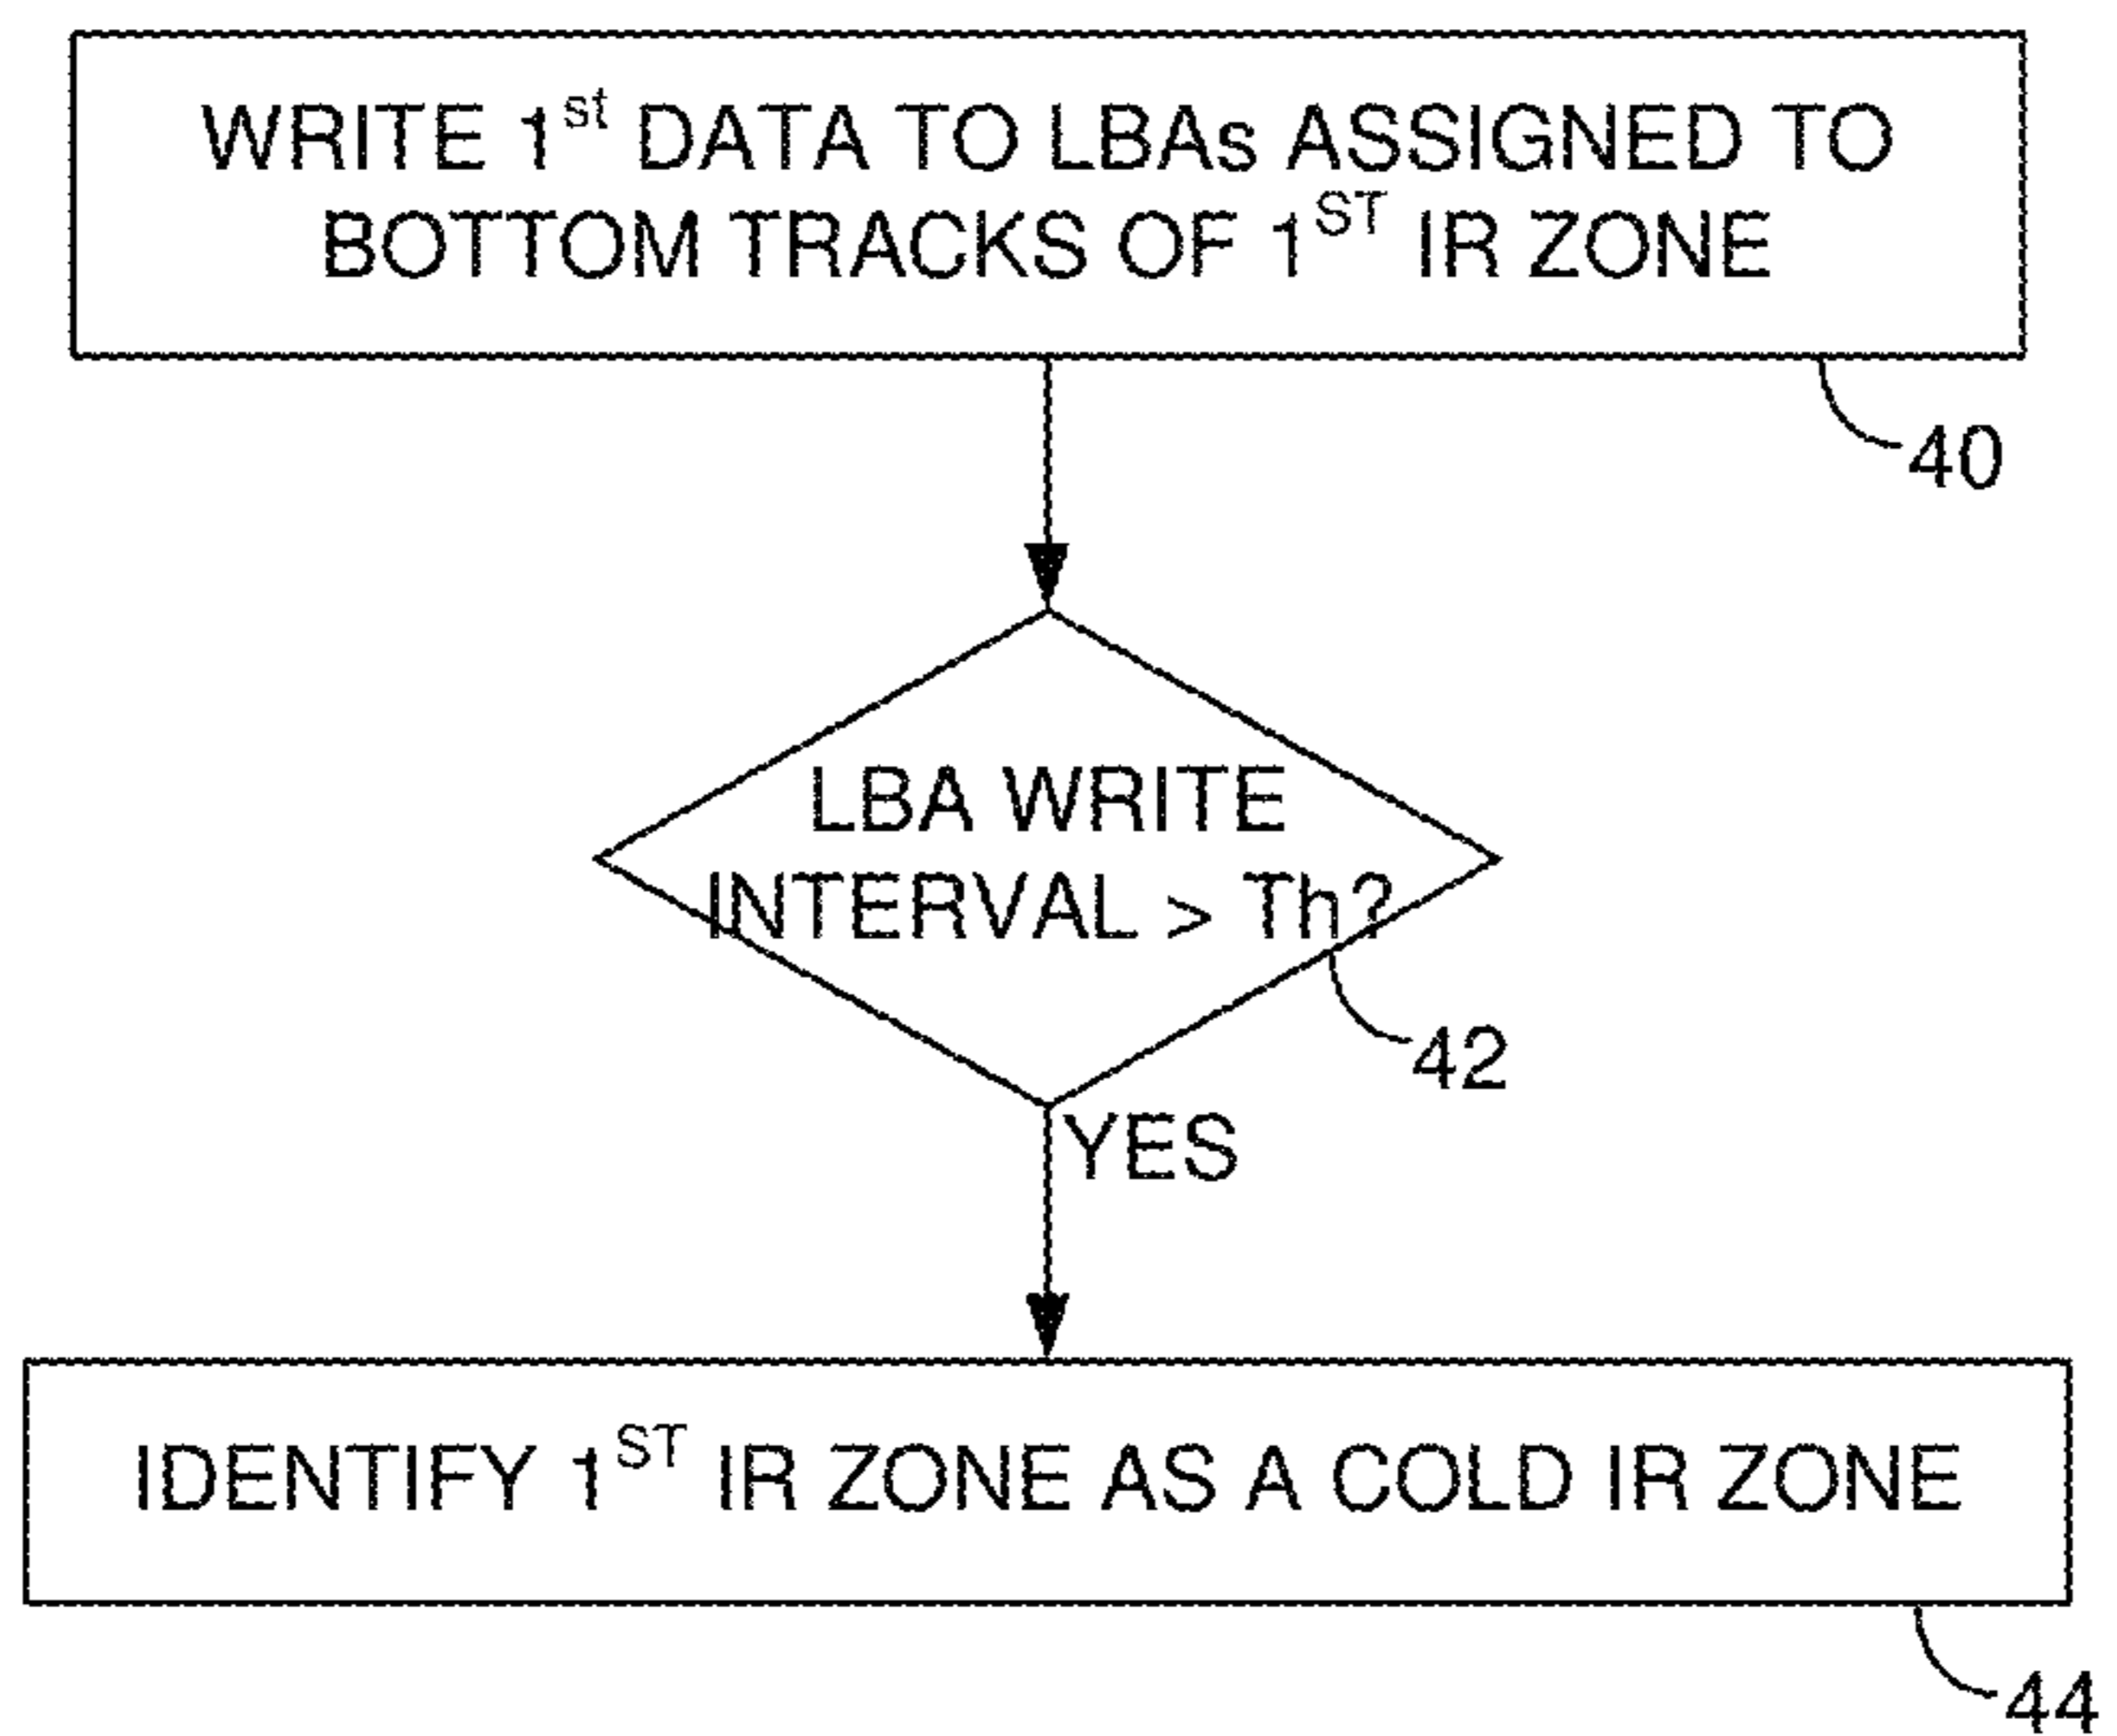 WRITE 1st DATA TO LBAs ASSIGNED TO
BOTTOM TRACKS OF 1ST IR ZONE
40
LBA WRITE
INTERVAL > Th?
42
YES
IDENTIFY 1ST IR ZONE AS A COLD IR ZONE
44